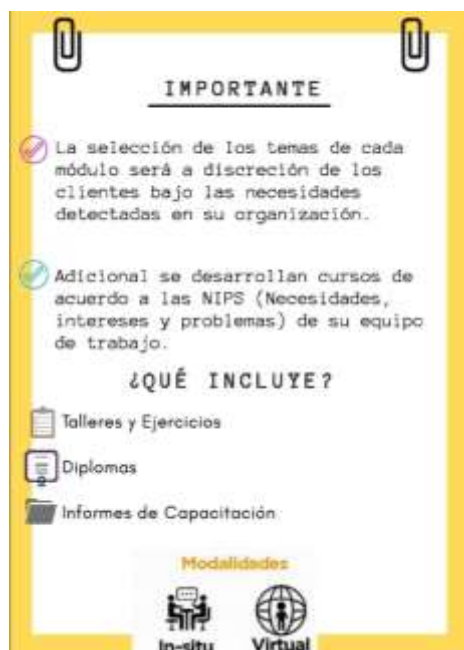 IMPORTANTE
La selección de los temas de cada
módulo será a discreción de los
clientes bajo las necesidades
detectadas en su organización.
Adicional se desarrollan cursos de
acuerdo a las NIPS (Necesidades,
intereses y problemas) de su equipo
de trabajo.
¿QUÉ INCLUYE?
Talleres y Ejercicios
Diplomas
Informes de Capacitación
Modalidades
In-situ Virtual